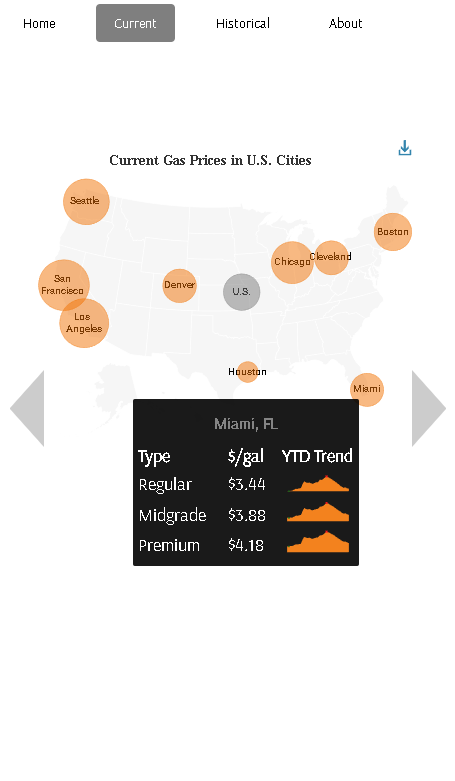 Home Current Historical About
Current Gas Prices in U.S. Cities
Seattle
Boston
Chicago
Cleveland
San
Francisco
Denver
U.S.
Los
Angeles
Houston
Miami
Miami, FL
Type $/gal YTD Trend
Regular $3.44
Midgrade $3.88
Premium $4.18